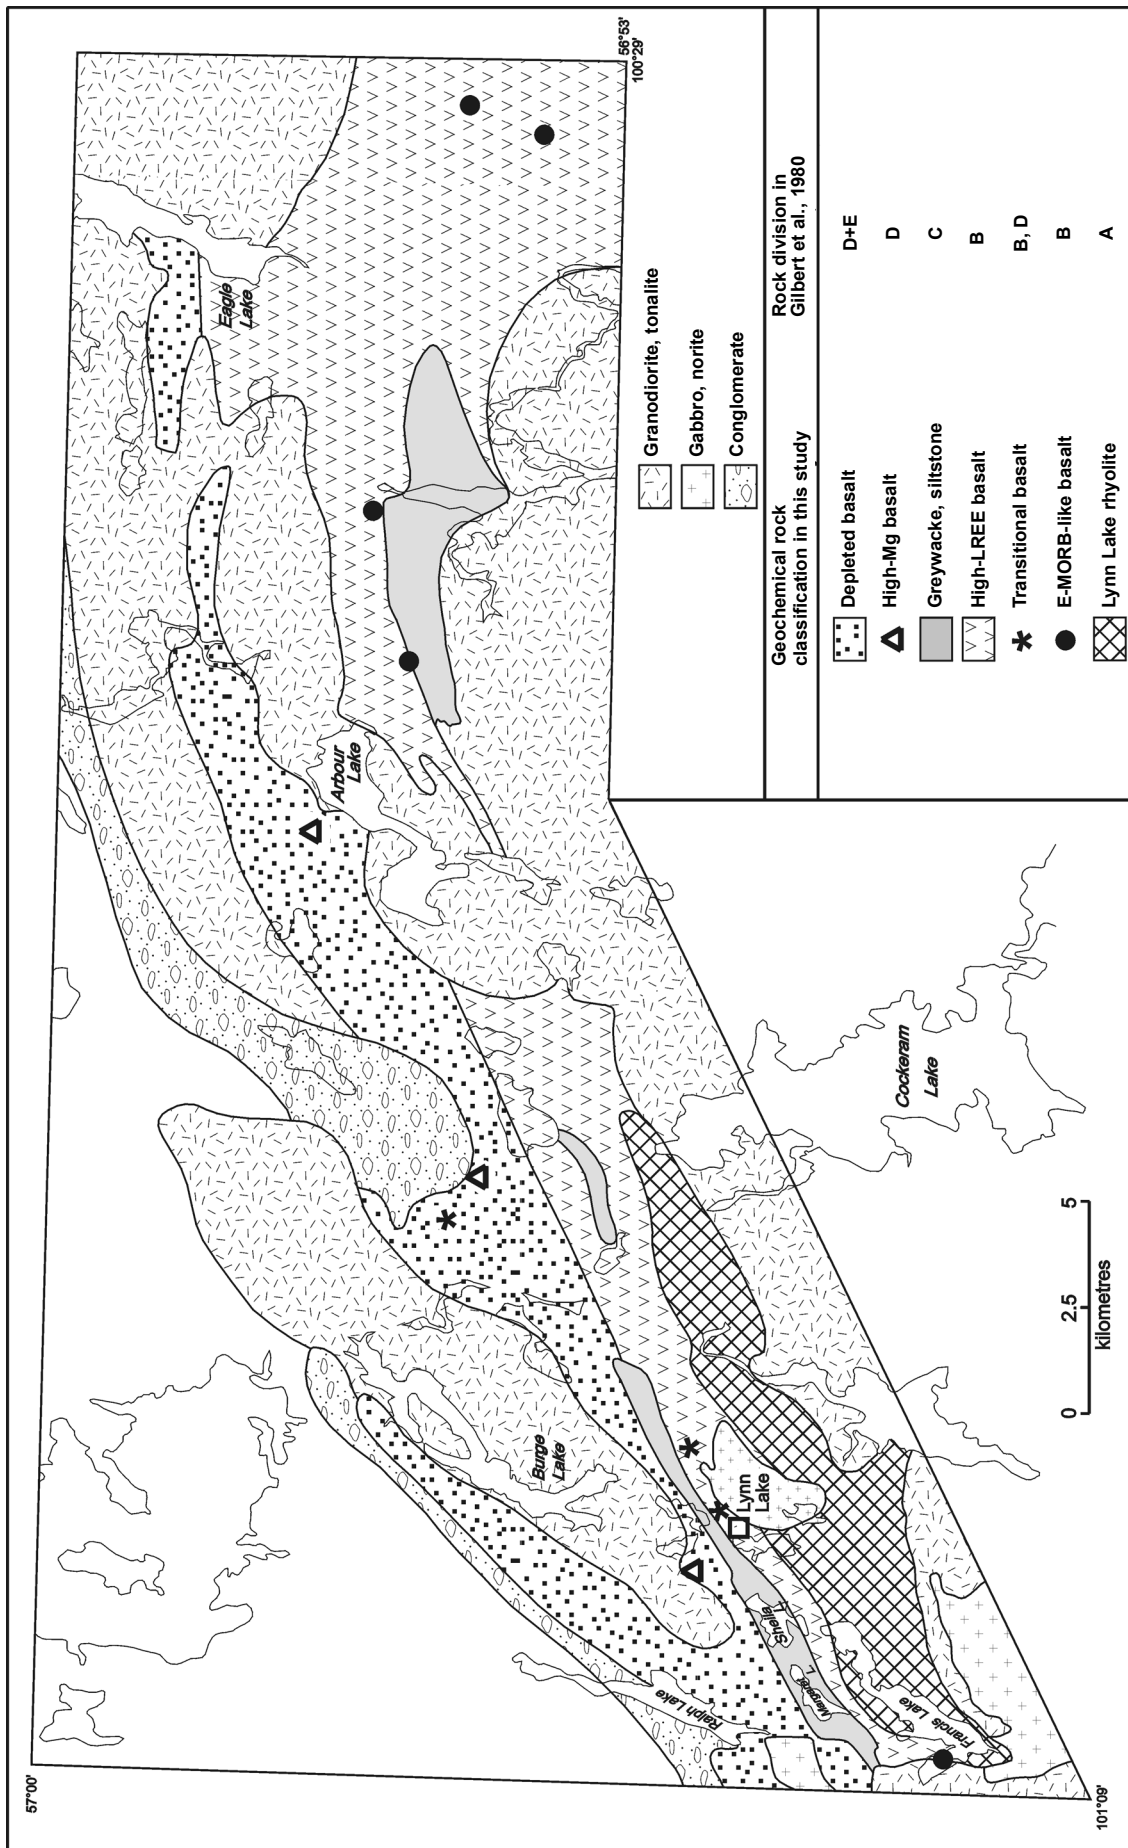 57°00'
101°09'
56°53'
100°29'
Eagle
Lake
Arbour
Lake
Burge
Lake
Ralph Lake
Sheila
L.
Margaret L.
Francis Lake
Lynn
Lake
Cockeram
Lake
0 2.5 5
kilometres
Granodiorite, tonalite
Gabbro, norite
Conglomerate
Geochemical rock
classification in this study
Rock division in
Gilbert et al., 1980
Depleted basalt D+E
High-Mg basalt D
Greywacke, siltstone C
High-LREE basalt B
Transitional basalt B, D
E-MORB-like basalt B
Lynn Lake rhyolite A